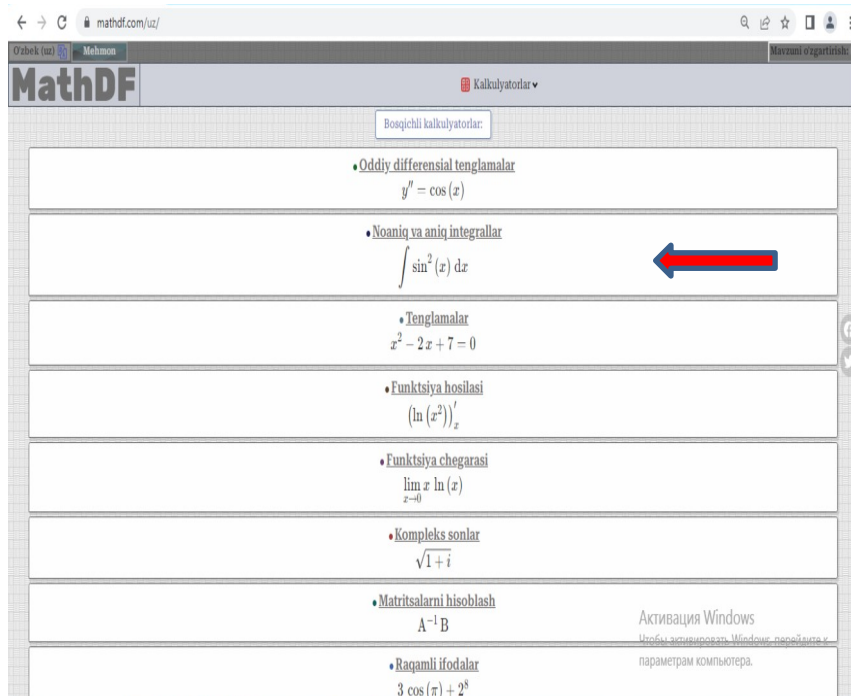 mathdf.com/uz/
O'zbek (uz) Mehmon Mavzuni o'zgartirish:
MathDF Kalkulyatorlar
Bosqichli kalkulyatorlar:
Oddiy differensial tenglamalar
y″ = cos (x)
Noaniq va aniq integrallar
∫ sin² (x) dx
Tenglamalar
x² − 2 x + 7 = 0
Funktsiya hosilasi
(ln (x²))′ₓ
Funktsiya chegarasi
lim x ln (x)
x→0
Kompleks sonlar
√1 + i
Matritsalarni hisoblash
A⁻¹ B
Активация Windows
Чтобы активировать Windows, перейдите к
параметрам компьютера.
Raqamli ifodalar
3 cos (π) + 2⁸